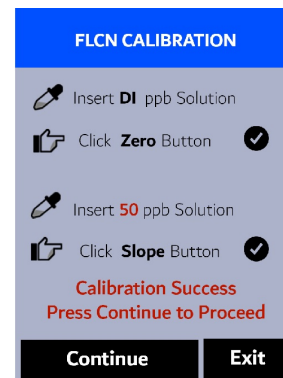 FLCN CALIBRATION
Insert DI ppb Solution
Click Zero Button
Insert 50 ppb Solution
Click Slope Button
Calibration Success
Press Continue to Proceed
Continue
Exit